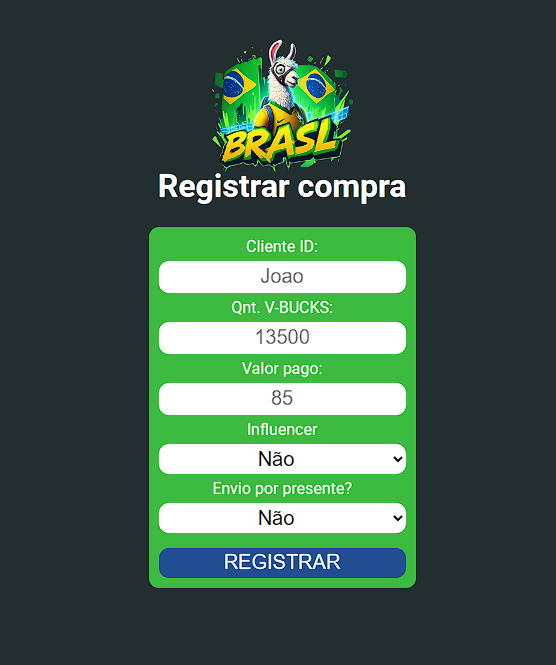 BRASL
Registrar compra
Cliente ID:
Joao
Qnt. V-BUCKS:
13500
Valor pago:
85
Influencer
Não
Envio por presente?
Não
REGISTRAR